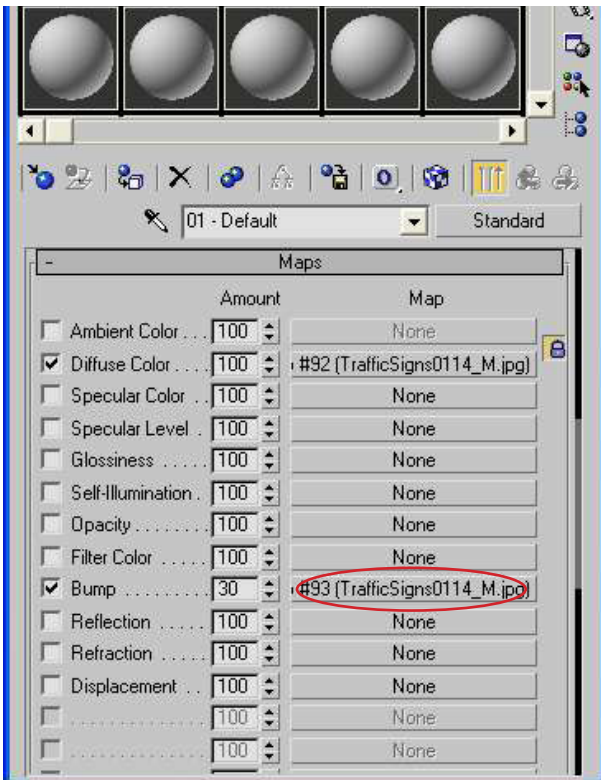 01 - Default Standard
- Maps
Amount Map
Ambient Color . . . 100 None
Diffuse Color . . . . 100 #92 (TrafficSigns0114_M.jpg)
Specular Color . . 100 None
Specular Level . 100 None
Glossiness . . . . . 100 None
Self-Illumination . 100 None
Opacity . . . . . . . . 100 None
Filter Color . . . . . 100 None
Bump . . . . . . . . . 30 #93 (TrafficSigns0114_M.jpg)
Reflection . . . . . 100 None
Refraction . . . . . 100 None
Displacement . . 100 None
. . . . . . . . . . . . . . 100 None
. . . . . . . . . . . . . . 100 None